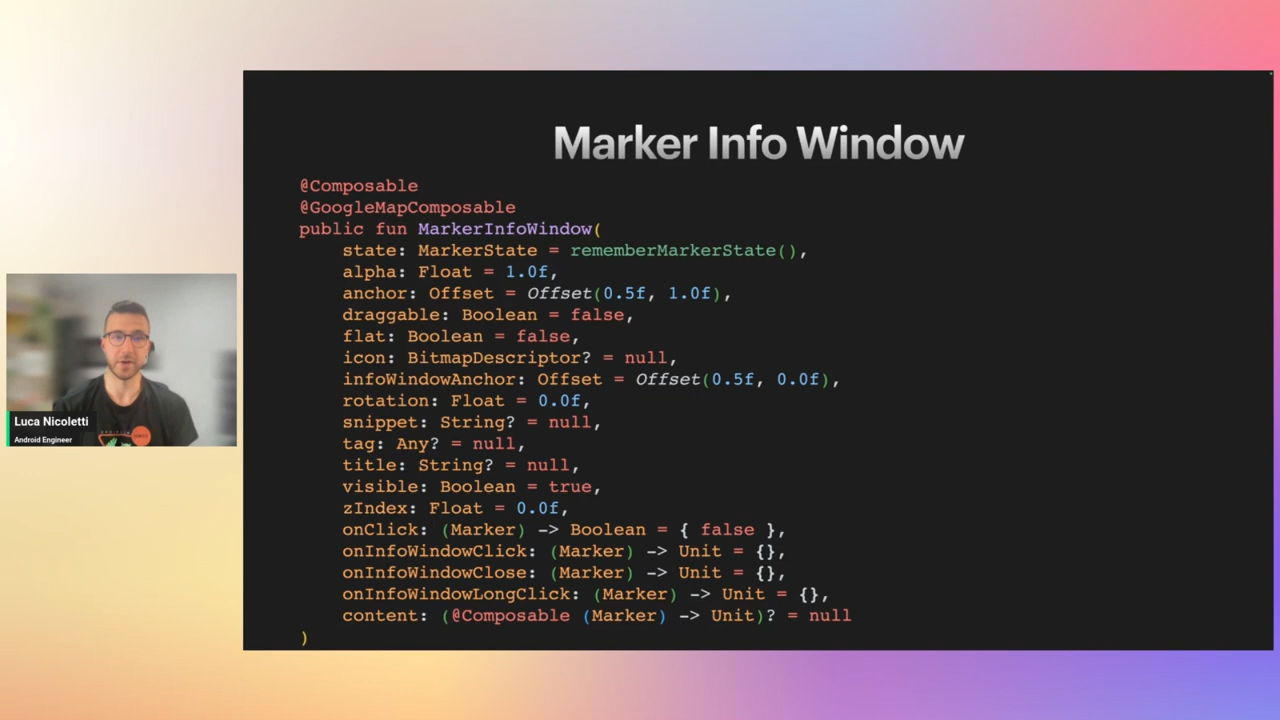 Marker Info Window
@Composable
@GoogleMapComposable
public fun MarkerInfoWindow(
    state: MarkerState = rememberMarkerState(),
    alpha: Float = 1.0f,
    anchor: Offset = Offset(0.5f, 1.0f),
    draggable: Boolean = false,
    flat: Boolean = false,
    icon: BitmapDescriptor? = null,
    infoWindowAnchor: Offset = Offset(0.5f, 0.0f),
    rotation: Float = 0.0f,
    snippet: String? = null,
    tag: Any? = null,
    title: String? = null,
    visible: Boolean = true,
    zIndex: Float = 0.0f,
    onClick: (Marker) -> Boolean = { false },
    onInfoWindowClick: (Marker) -> Unit = {},
    onInfoWindowClose: (Marker) -> Unit = {},
    onInfoWindowLongClick: (Marker) -> Unit = {},
    content: (@Composable (Marker) -> Unit)? = null
)
Luca Nicoletti
Android Engineer